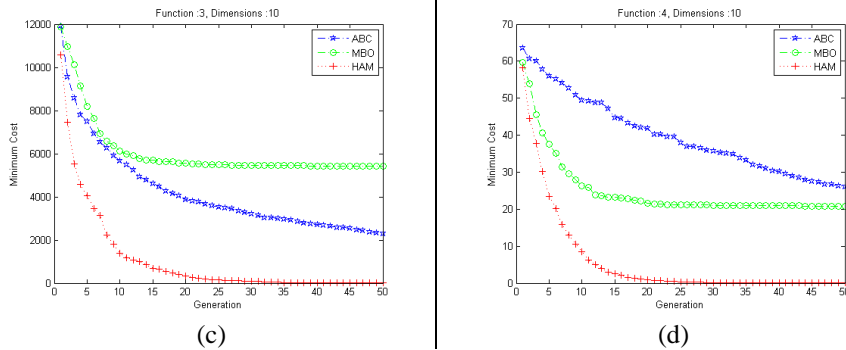 Function :3, Dimensions :10
12000
10000
8000
6000
4000
2000
0
Minimum Cost
ABC
MBO
HAM
0 5 10 15 20 25 30 35 40 45 50
Generation
(c)
Function :4, Dimensions :10
70
60
50
40
30
20
10
0
Minimum Cost
ABC
MBO
HAM
0 5 10 15 20 25 30 35 40 45 50
Generation
(d)